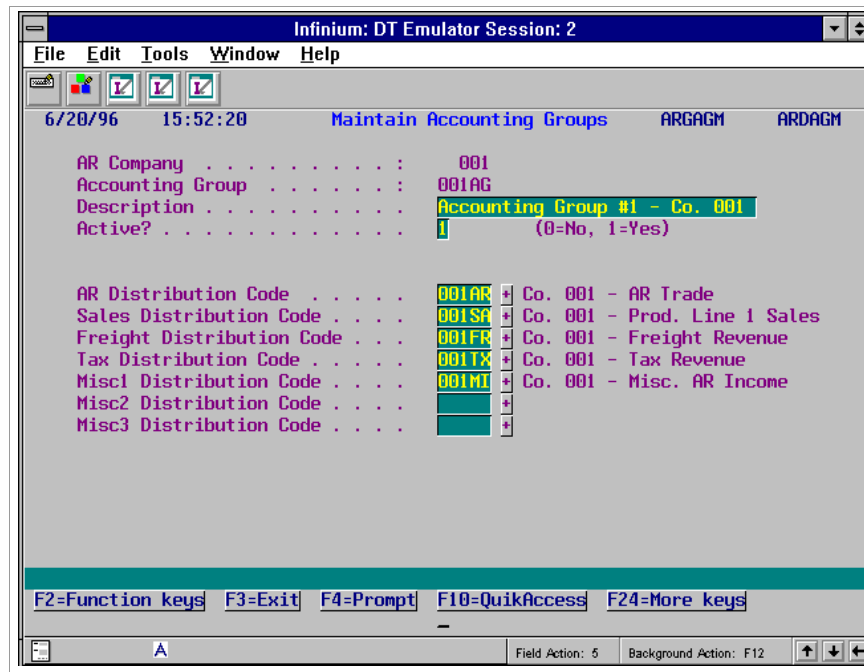 Infinium: DT Emulator Session: 2
File Edit Tools Window Help
6/20/96 15:52:20 Maintain Accounting Groups ARGAGM ARDAGM
AR Company . . . . . . . . . . . : 001
Accounting Group . . . . . . . : 001AG
Description . . . . . . . . . . . Accounting Group #1 - Co. 001
Active? . . . . . . . . . . . . . 1 (0=No, 1=Yes)
AR Distribution Code . . . . . 001AR + Co. 001 - AR Trade
Sales Distribution Code . . . . 001SA + Co. 001 - Prod. Line 1 Sales
Freight Distribution Code . . . 001FR + Co. 001 - Freight Revenue
Tax Distribution Code . . . . . 001TX + Co. 001 - Tax Revenue
Misc1 Distribution Code . . . . 001MI + Co. 001 - Misc. AR Income
Misc2 Distribution Code . . . . +
Misc3 Distribution Code . . . . +
F2=Function keys F3=Exit F4=Prompt F10=QuikAccess F24=More keys
A Field Action: 5 Background Action: F12